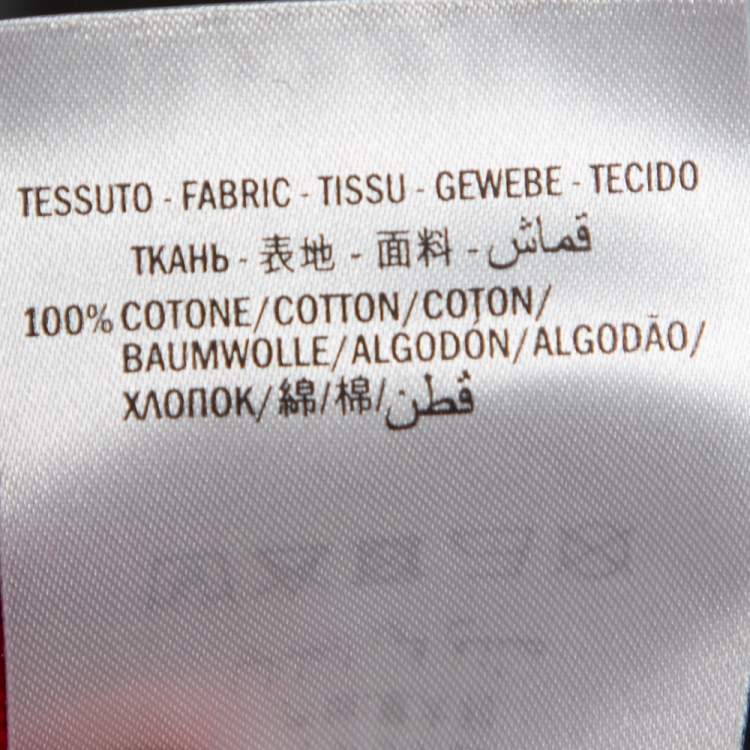 TESSUTO - FABRIC - TISSU - GEWEBE - TECIDO
ТКАНЬ - 表地 - 面料 - قماش
100% COTONE/COTTON/COTON/
BAUMWOLLE/ALGODÓN/ALGODÃO/
ХЛОПОК/綿/棉/قطن